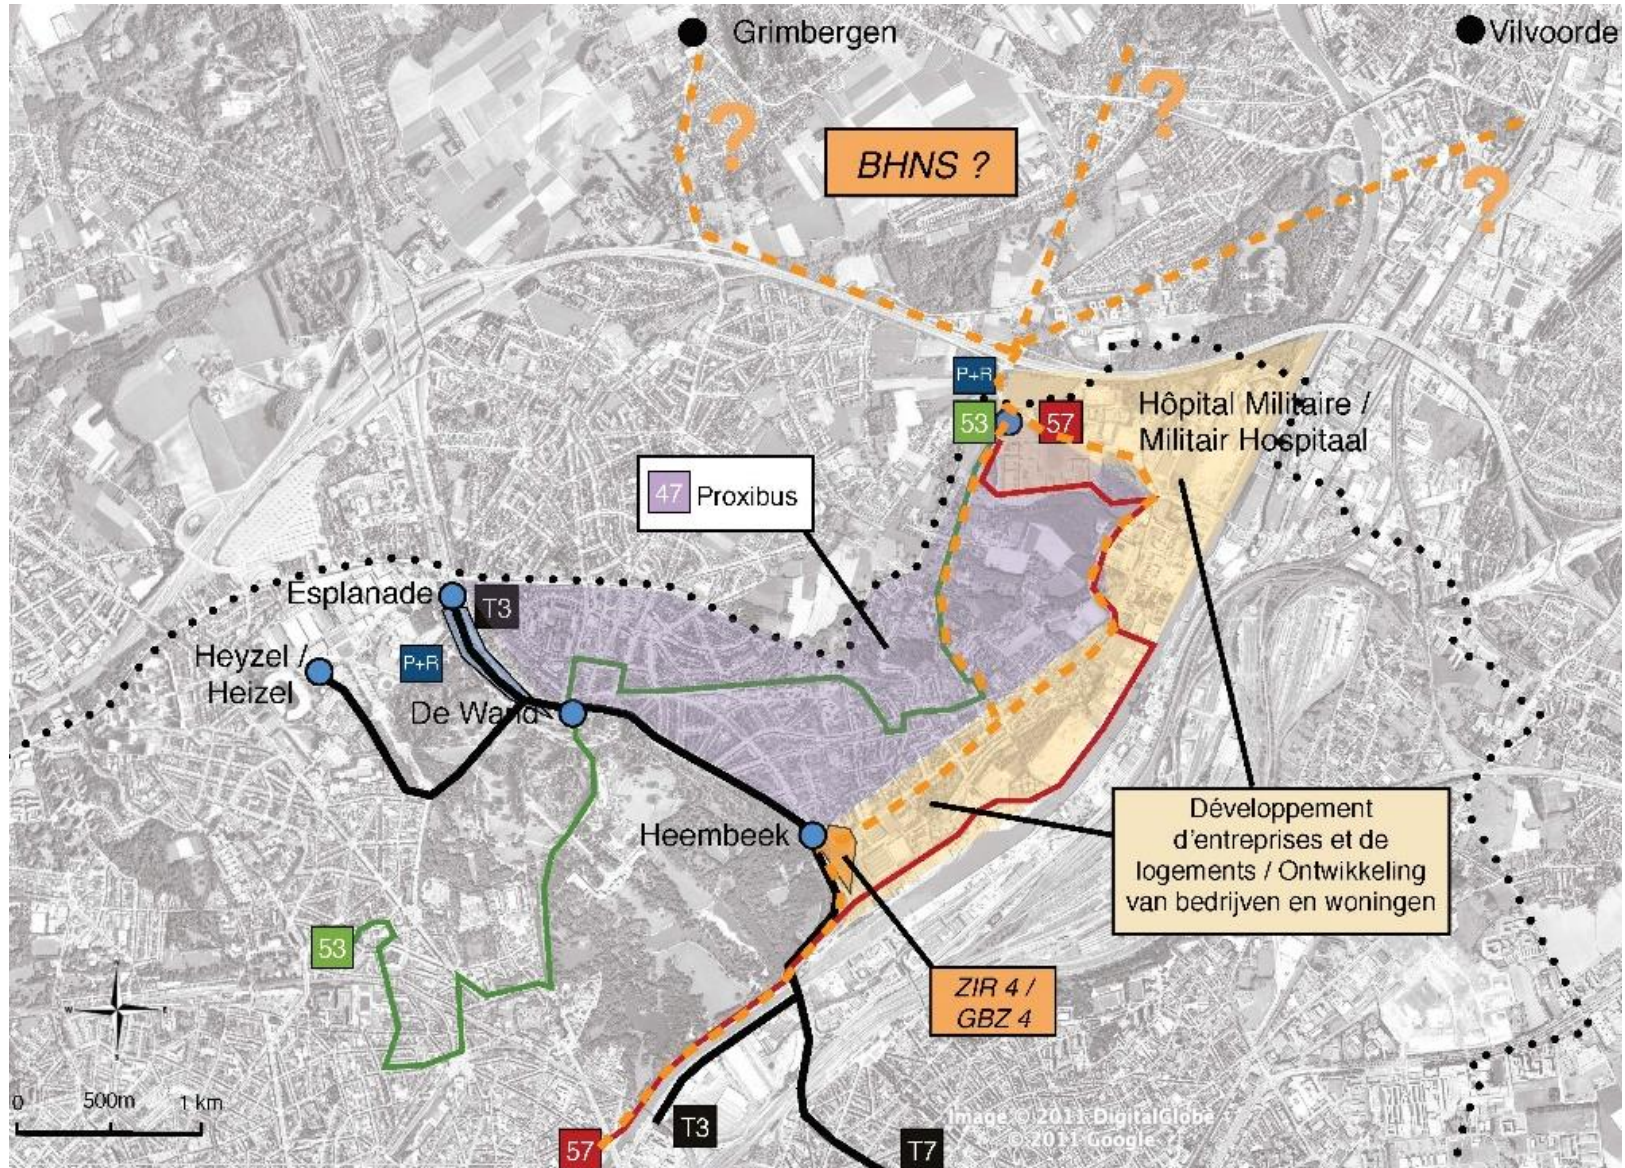 Grimbergen
Vilvoorde
?
?
BHNS ?
?
P+R
53
57
Hôpital Militaire /
Militair Hospitaal
47 Proxibus
Esplanade
T3
Heyzel /
Heizel
P+R
De Wand
Développement
d'entreprises et de
logements / Ontwikkeling
van bedrijven en woningen
Heembeek
53
ZIR 4 /
GBZ 4
0 500m 1 km
T3
57
T7
Image © 2011 DigitalGlobe
© 2011 Google